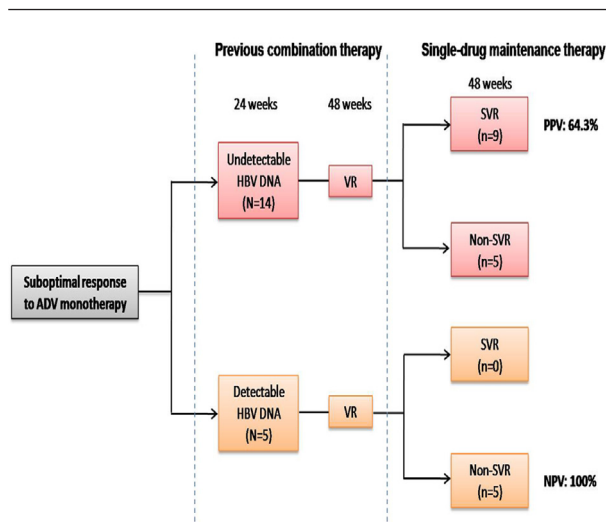 Previous combination therapy
Single-drug maintenance therapy
24 weeks
48 weeks
48 weeks
SVR
(n=9)
PPV: 64.3%
Undetectable
HBV DNA
(N=14)
VR
Non-SVR
(n=5)
Suboptimal response
to ADV monotherapy
SVR
(n=0)
Detectable
HBV DNA
(N=5)
VR
Non-SVR
(n=5)
NPV: 100%